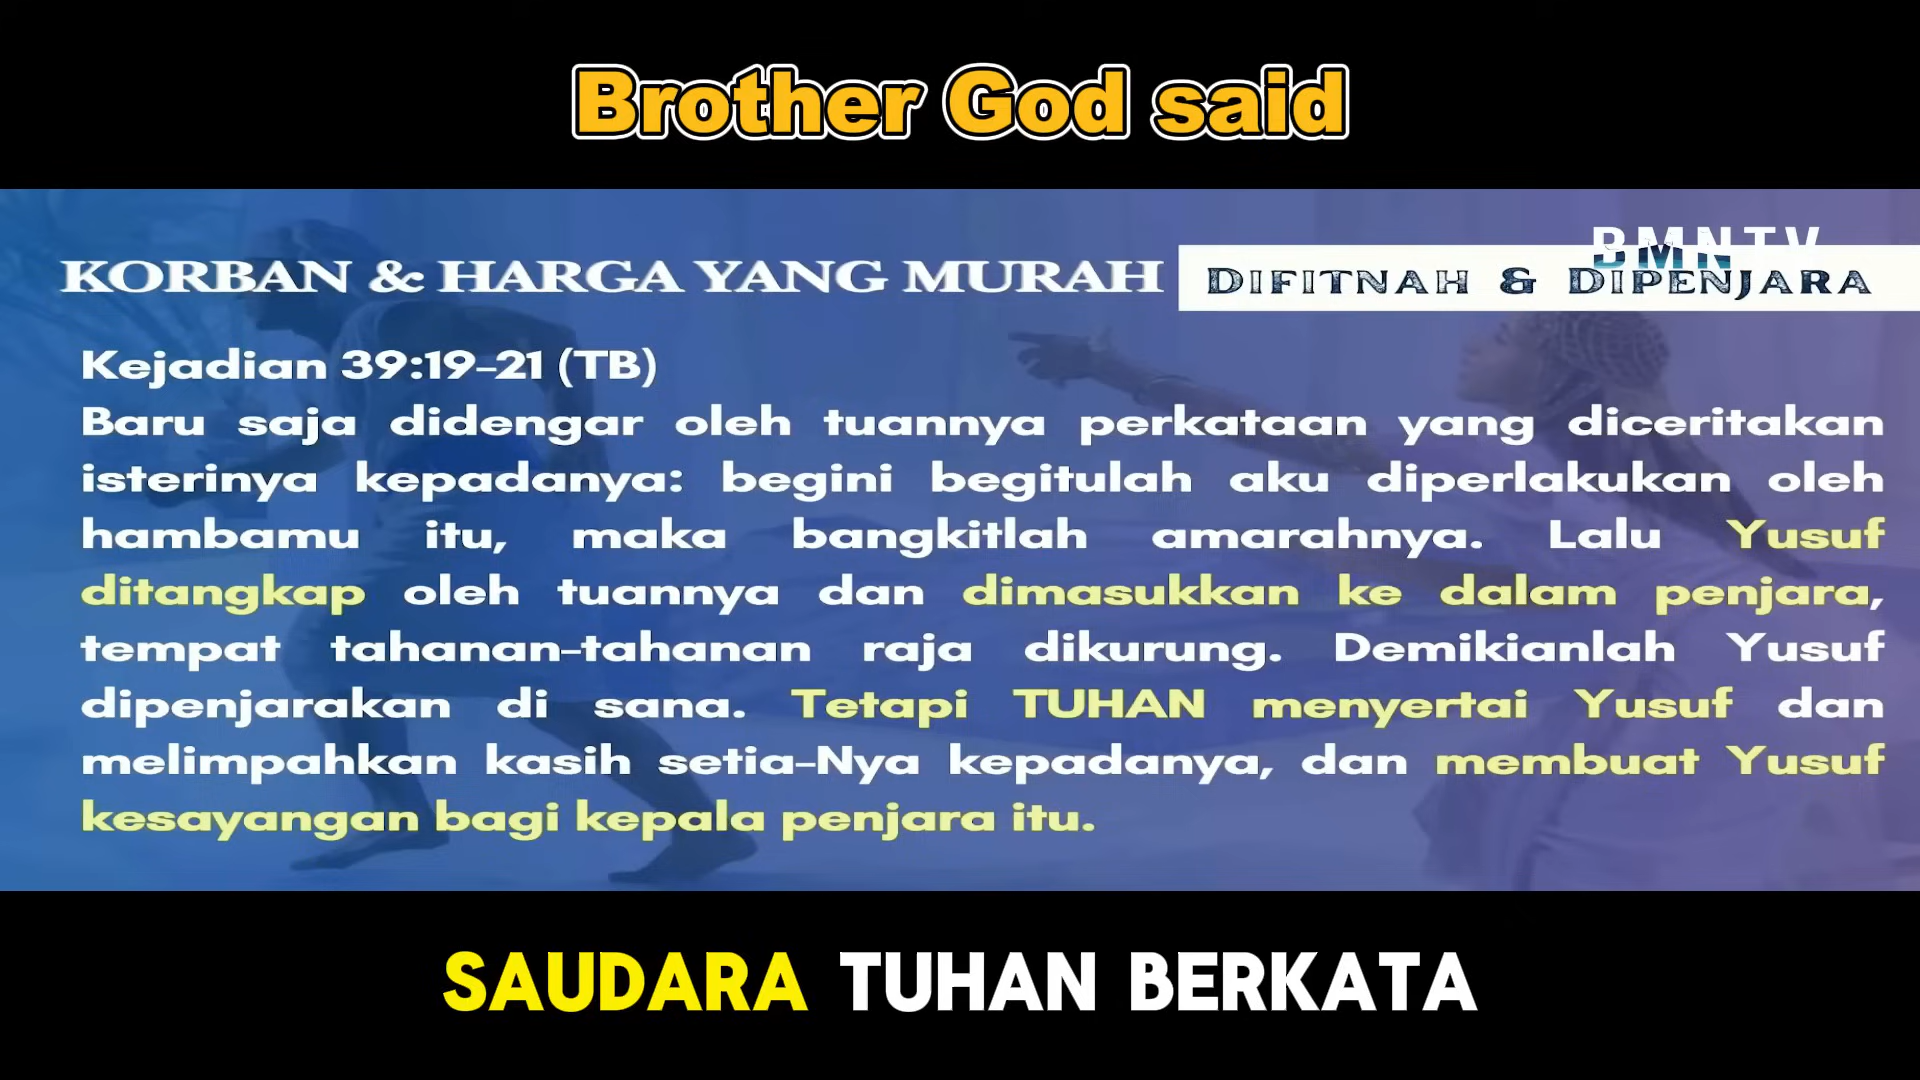 Brother God said
BMNTV
KORBAN & HARGA YANG MURAH
DIFITNAH & DIPENJARA
Kejadian 39:19-21 (TB)
Baru saja didengar oleh tuannya perkataan yang diceritakan
isterinya kepadanya: begini begitulah aku diperlakukan oleh
hambamu itu, maka bangkitlah amarahnya. Lalu Yusuf
ditangkap oleh tuannya dan dimasukkan ke dalam penjara,
tempat tahanan-tahanan raja dikurung. Demikianlah Yusuf
dipenjarakan di sana. Tetapi TUHAN menyertai Yusuf dan
melimpahkan kasih setia-Nya kepadanya, dan membuat Yusuf
kesayangan bagi kepala penjara itu.
SAUDARA TUHAN BERKATA